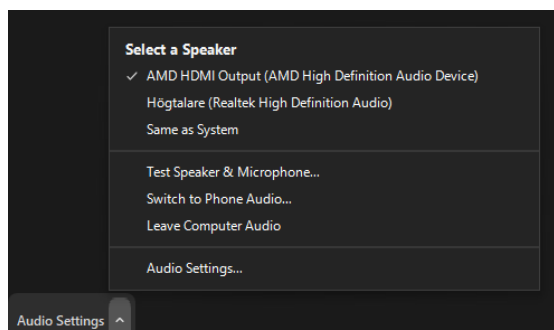 Select a Speaker
AMD HDMI Output (AMD High Definition Audio Device)
Högtalare (Realtek High Definition Audio)
Same as System
Test Speaker & Microphone...
Switch to Phone Audio...
Leave Computer Audio
Audio Settings...
Audio Settings